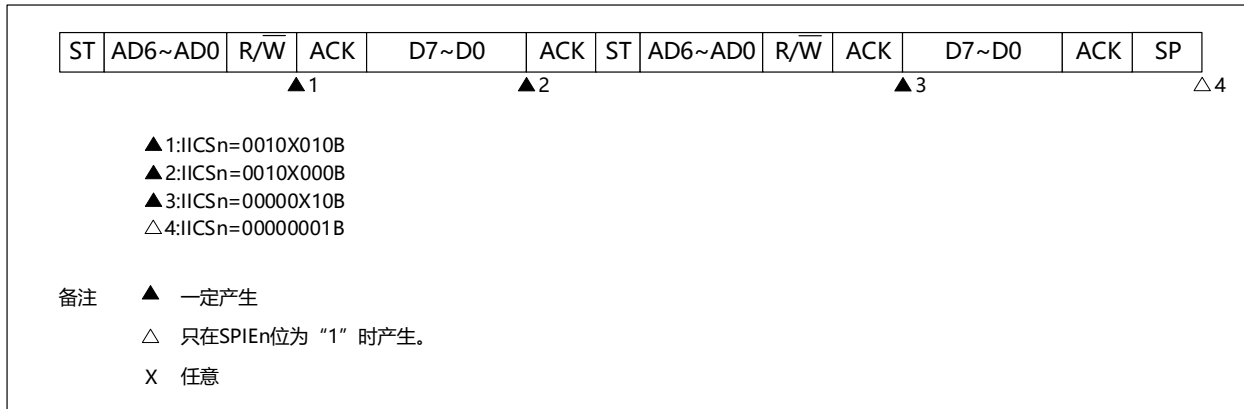 ST AD6~AD0 R/W̅ ACK D7~D0 ACK ST AD6~AD0 R/W̅ ACK D7~D0 ACK SP
▲1 ▲2 ▲3 △4
▲1:IICSn=0010X010B
▲2:IICSn=0010X000B
▲3:IICSn=00000X10B
△4:IICSn=00000001B
备注 ▲ 一定产生
△ 只在SPIEn位为“1”时产生。
X 任意